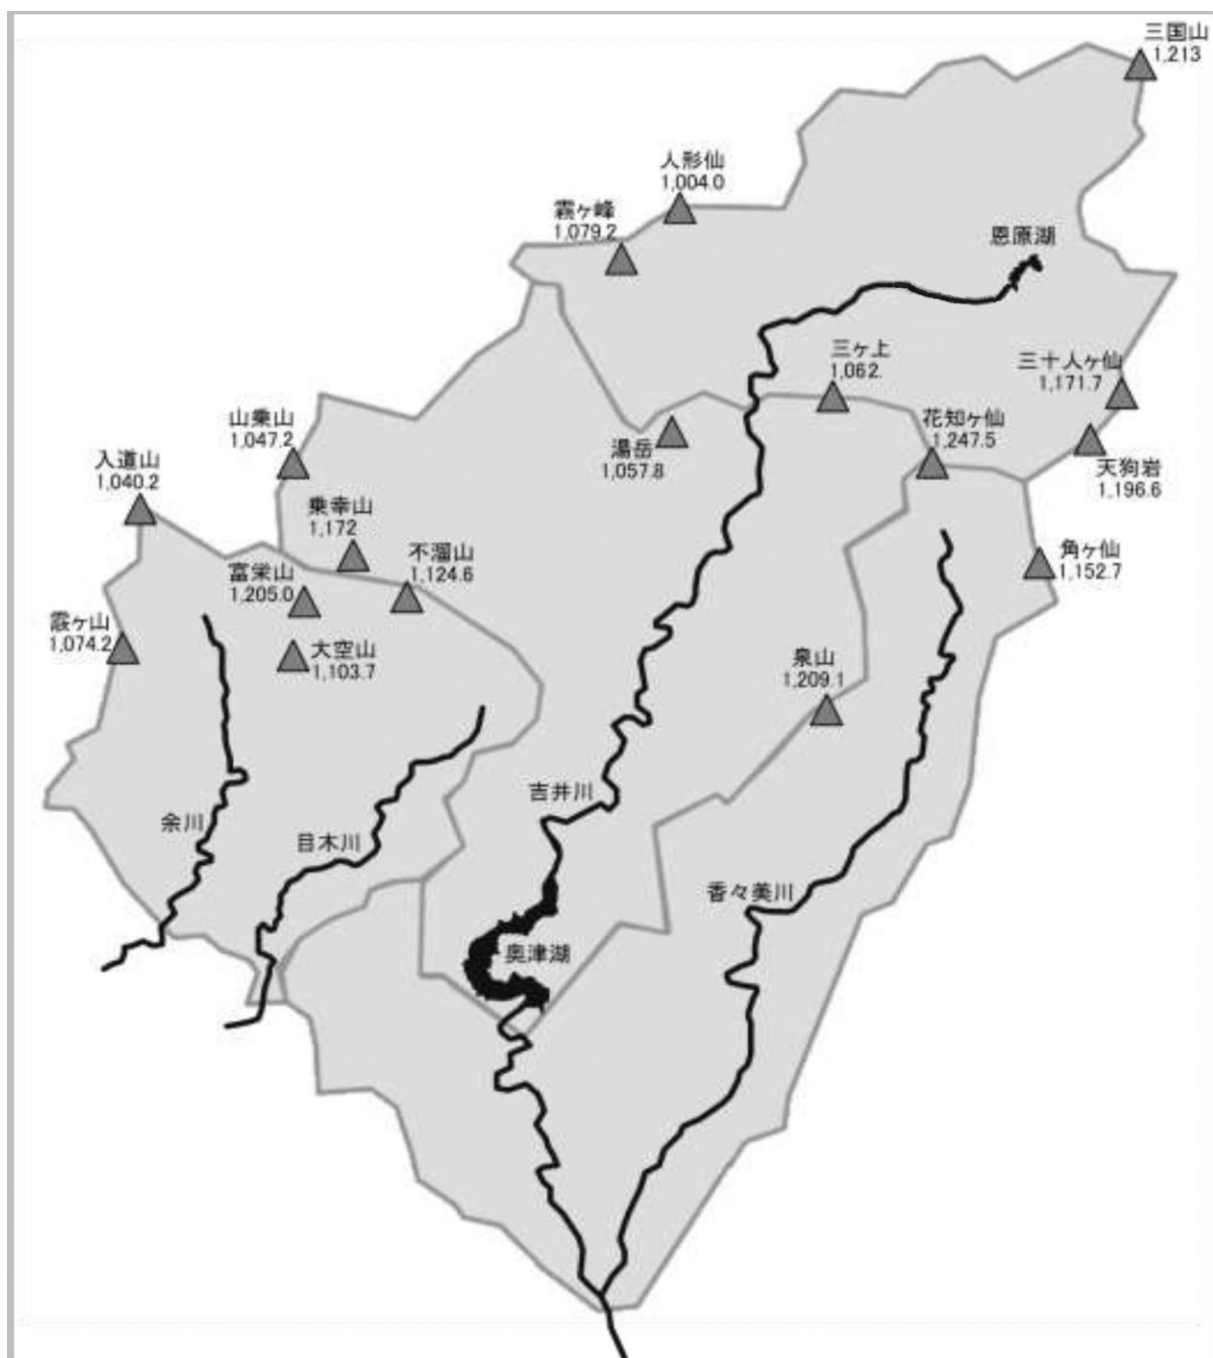 三国山
1,213
人形仙
1,004.0
霧ヶ峰
1,079.2
恩原湖
三ヶ上
1,062.
三十人ヶ仙
1,171.7
山乗山
1,047.2
花知ヶ仙
1,247.5
湯岳
1,057.8
入道山
1,040.2
天狗岩
1,196.6
乗幸山
1,172
不溜山
1,124.6
角ヶ仙
1,152.7
富栄山
1,205.0
霞ヶ山
1,074.2
大空山
1,103.7
泉山
1,209.1
吉井川
余川
目木川
香々美川
奥津湖